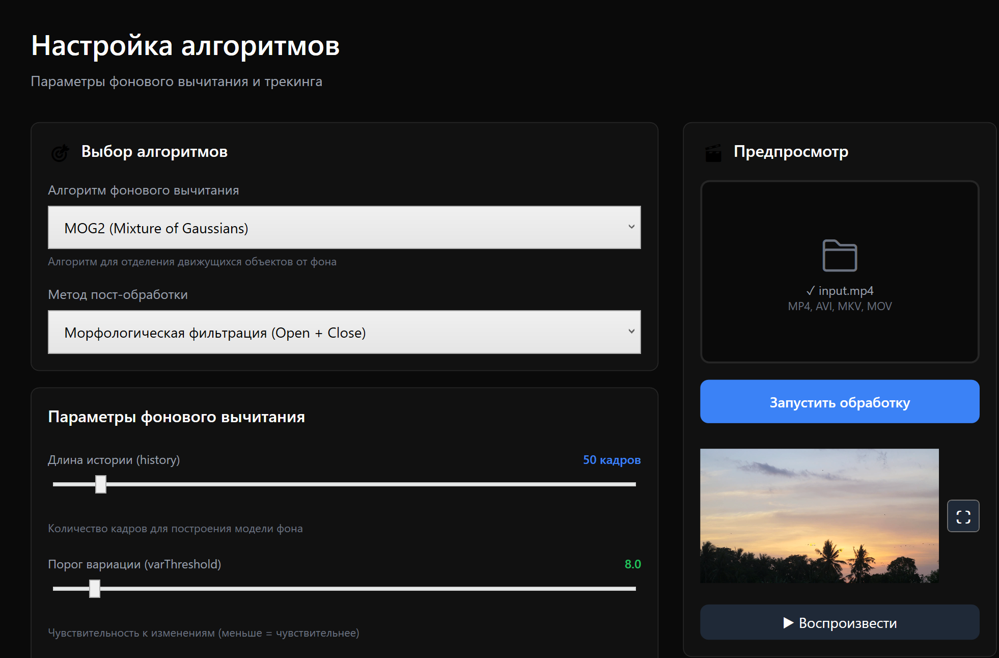 Настройка алгоритмов
Параметры фонового вычитания и трекинга
Выбор алгоритмов
Алгоритм фонового вычитания
MOG2 (Mixture of Gaussians)
Алгоритм для отделения движущихся объектов от фона
Метод пост-обработки
Морфологическая фильтрация (Open + Close)
Параметры фонового вычитания
Длина истории (history)
50 кадров
Количество кадров для построения модели фона
Порог вариации (varThreshold)
8.0
Чувствительность к изменениям (меньше = чувствительнее)
Предпросмотр
✓ input.mp4
MP4, AVI, MKV, MOV
Запустить обработку
▶ Воспроизвести